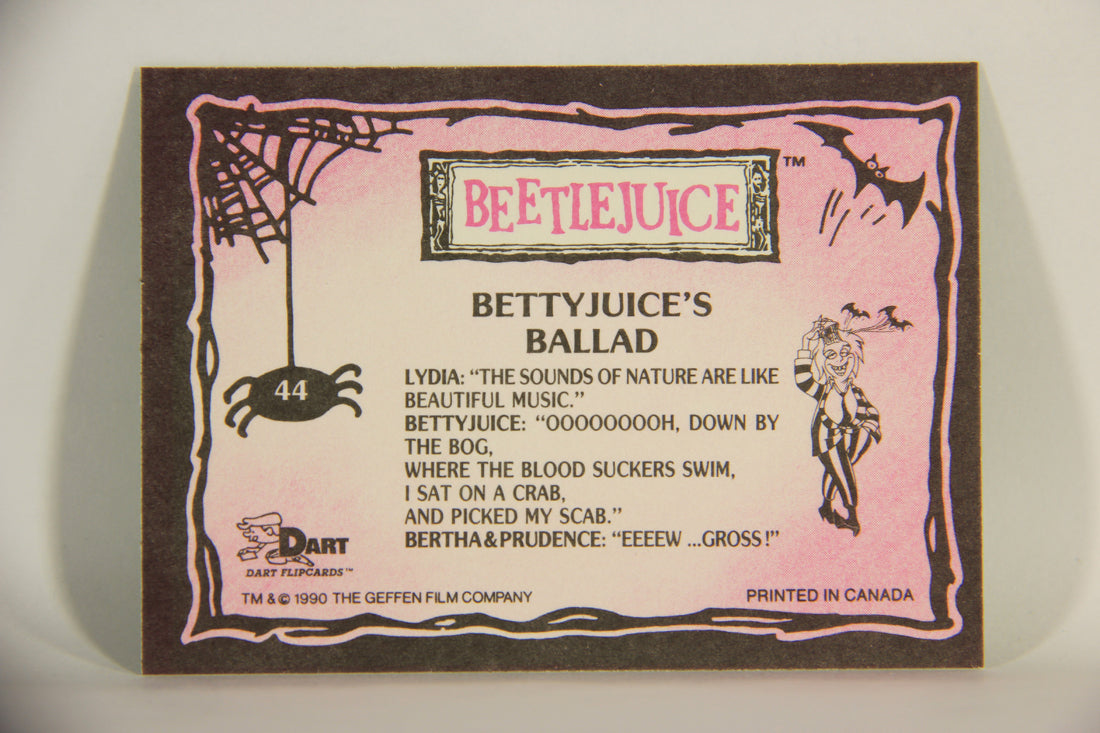 BEETLEJUICE™
BETTYJUICE'S
BALLAD
44
LYDIA: "THE SOUNDS OF NATURE ARE LIKE
BEAUTIFUL MUSIC."
BETTYJUICE: "OOOOOOOOH, DOWN BY
THE BOG,
WHERE THE BLOOD SUCKERS SWIM,
I SAT ON A CRAB,
AND PICKED MY SCAB."
BERTHA & PRUDENCE: "EEEEW ...GROSS!"
DART
DART FLIPCARDS™
TM & © 1990 THE GEFFEN FILM COMPANY
PRINTED IN CANADA